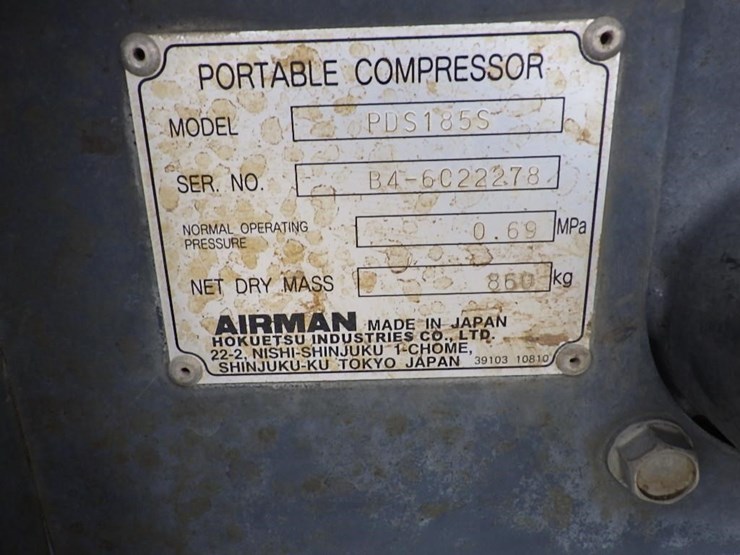 PORTABLE COMPRESSOR
MODEL PDS185S
SER. NO. B4-6C22278
NORMAL OPERATING PRESSURE 0.69 MPa
NET DRY MASS 860 kg
AIRMAN MADE IN JAPAN
HOKUETSU INDUSTRIES CO., LTD.
22-2, NISHI-SHINJUKU 1-CHOME,
SHINJUKU-KU TOKYO JAPAN 39103 10810